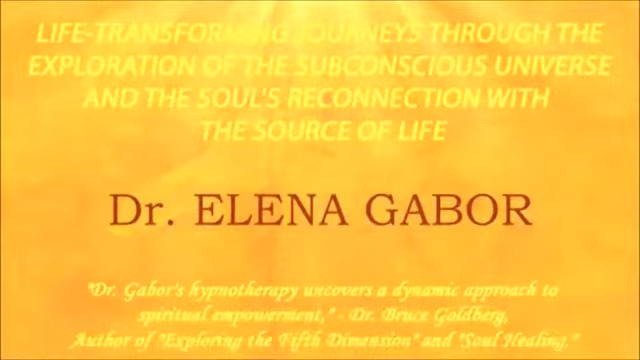 LIFE-TRANSFORMING JOURNEYS THROUGH THE
EXPLORATION OF THE SUBCONSCIOUS UNIVERSE
AND THE SOUL'S RECONNECTION WITH
THE SOURCE OF LIFE
Dr. ELENA GABOR
"Dr. Gabor's hypnotherapy uncovers a dynamic approach to
spiritual empowerment," - Dr. Bruce Goldberg,
Author of "Exploring the Fifth Dimension" and "Soul Healing,"